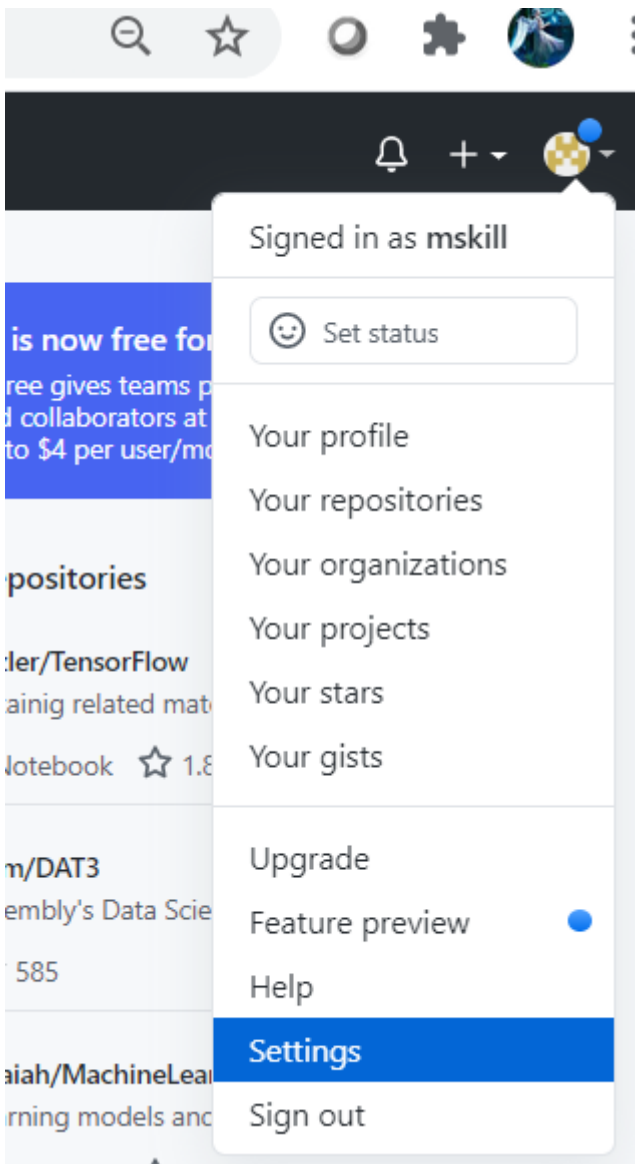 Signed in as mskill
Set status
Your profile
Your repositories
Your organizations
Your projects
Your stars
Your gists
Upgrade
Feature preview
Help
Settings
Sign out
is now free for
ree gives teams p
collaborators at
to $4 per user/mo
positories
ler/TensorFlow
ainig related mat
Notebook 1.8
m/DAT3
embly's Data Scie
585
aiah/MachineLear
rning models and